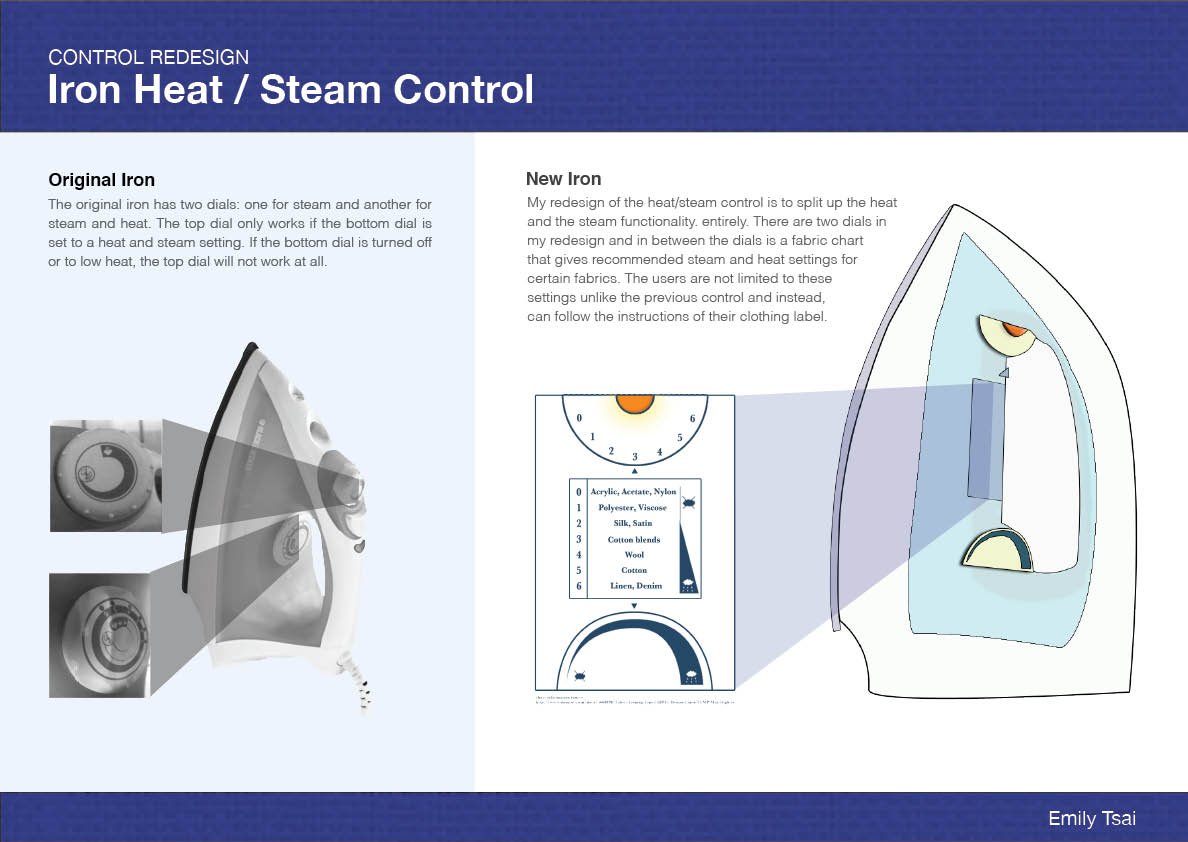 CONTROL REDESIGN
Iron Heat / Steam Control
Original Iron
The original iron has two dials: one for steam and another for
steam and heat. The top dial only works if the bottom dial is
set to a heat and steam setting. If the bottom dial is turned off
or to low heat, the top dial will not work at all.
New Iron
My redesign of the heat/steam control is to split up the heat
and the steam functionality. entirely. There are two dials in
my redesign and in between the dials is a fabric chart
that gives recommended steam and heat settings for
certain fabrics. The users are not limited to these
settings unlike the previous control and instead,
can follow the instructions of their clothing label.
0 1 2 3 4 5 6
0 Acrylic, Acetate, Nylon
1 Polyester, Viscose
2 Silk, Satin
3 Cotton blends
4 Wool
5 Cotton
6 Linen, Denim
Emily Tsai